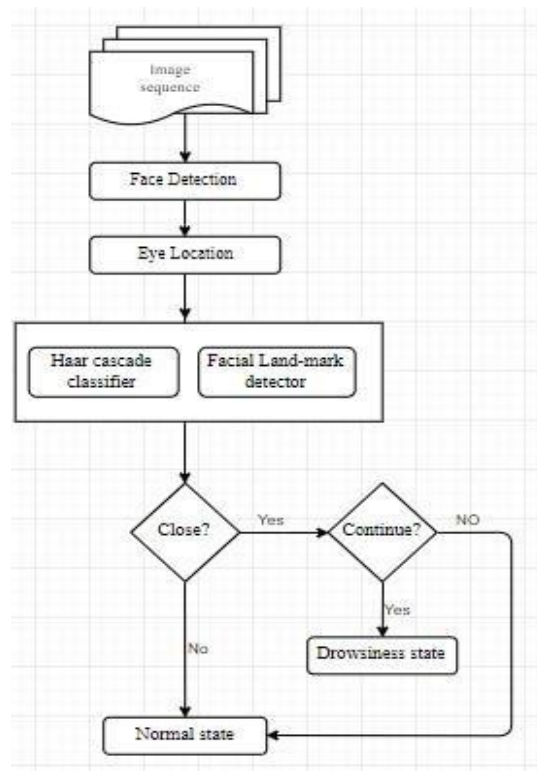 Image
sequence
Face Detection
Eye Location
Haar cascade
classifier
Facial Land-mark
detector
Close?
Yes
Continue?
NO
Yes
Drowsiness state
No
Normal state